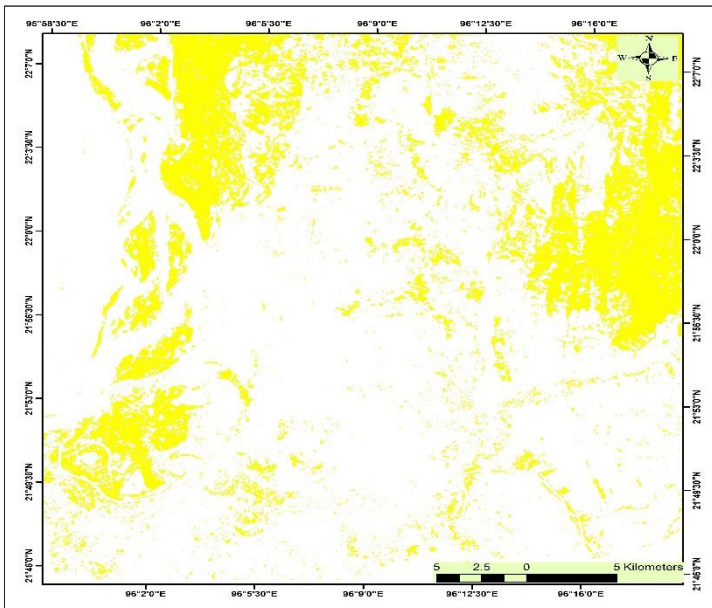 95°58'30"E 96°2'0"E 96°5'30"E 96°9'0"E 96°12'30"E 96°16'0"E
N
W E
S
22°7'0"N 22°7'0"N
22°3'30"N 22°3'30"N
22°0'0"N 22°0'0"N
21°56'30"N 21°56'30"N
21°53'0"N 21°53'0"N
21°49'30"N 21°49'30"N
21°46'0"N 21°46'0"N
5 2.5 0 5 Kilometers
96°2'0"E 96°5'30"E 96°9'0"E 96°12'30"E 96°16'0"E